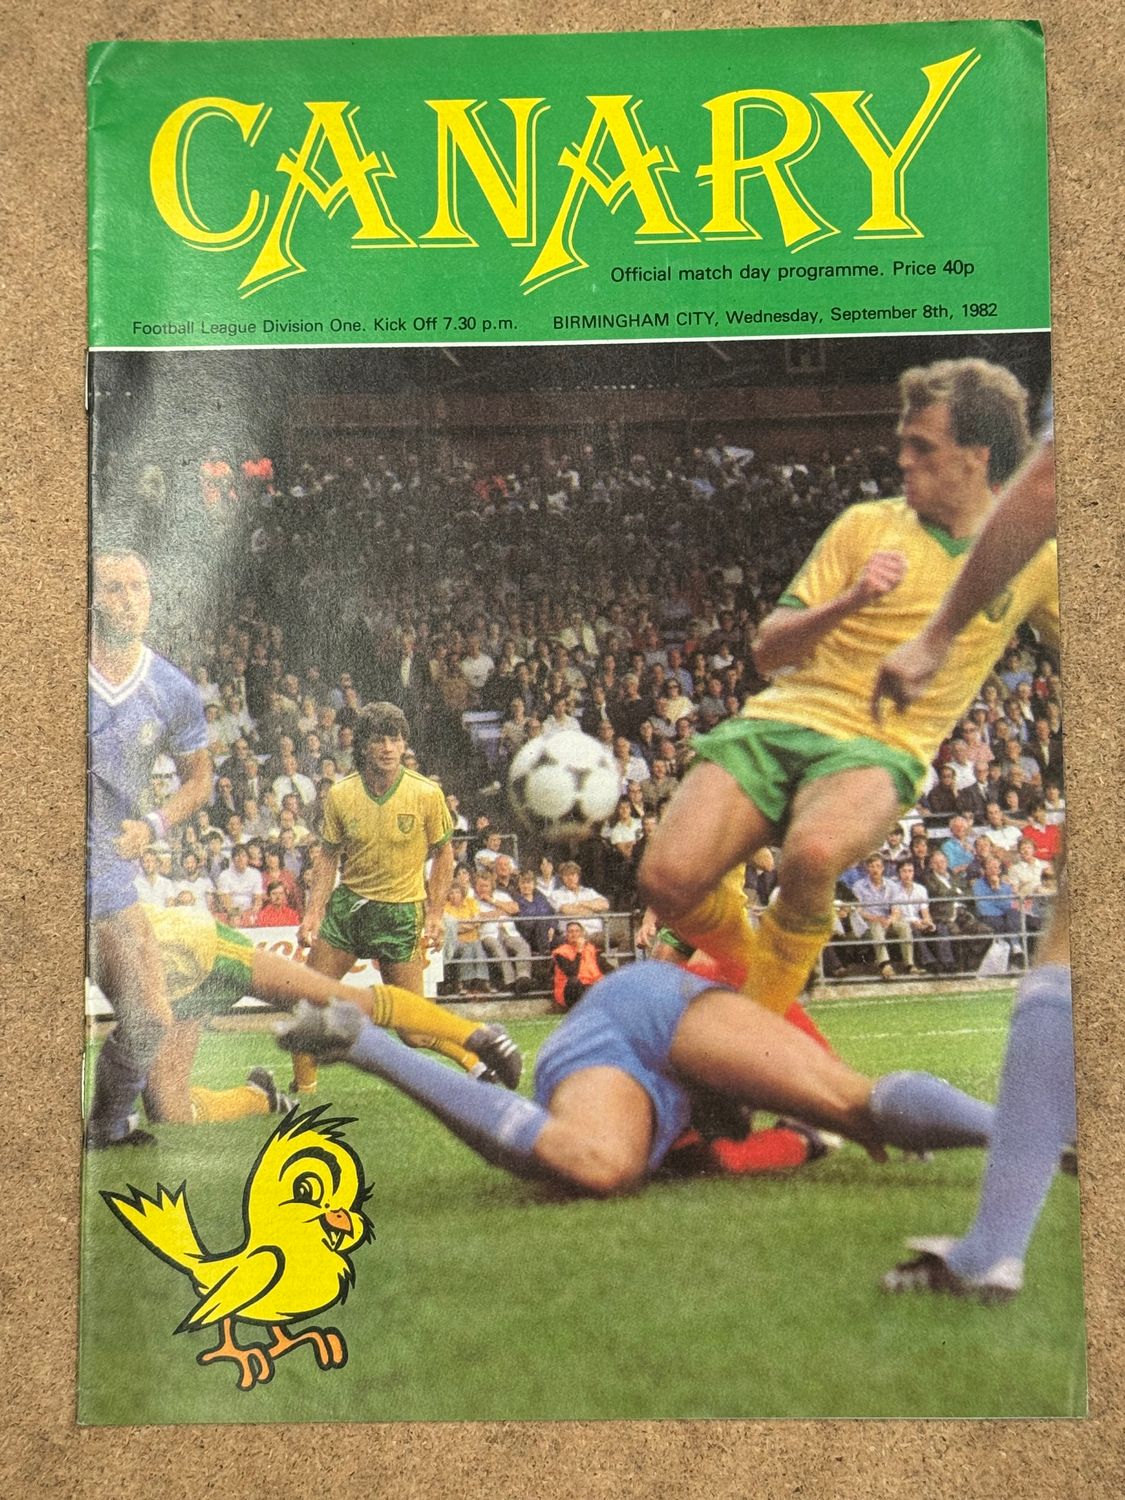 CANARY
Official match day programme. Price 40p
Football League Division One. Kick Off 7.30 p.m. BIRMINGHAM CITY, Wednesday, September 8th, 1982